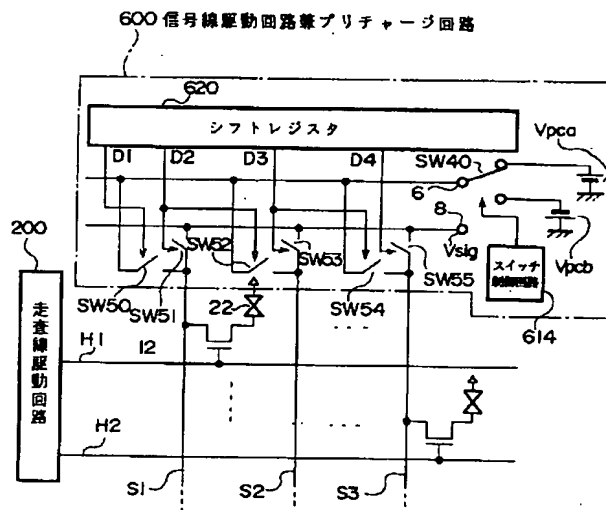 600 信号線駆動回路兼プリチャージ回路
620
シフトレジスタ
D1 D2 D3 D4
SW40
Vpca
6
8
Vsig
Vpcb
200
SW50
SW51
SW52
SW53
SW54
SW55
スイッチ
制御回路
614
走査線駆動回路
22
12
H1
H2
S1 S2 S3